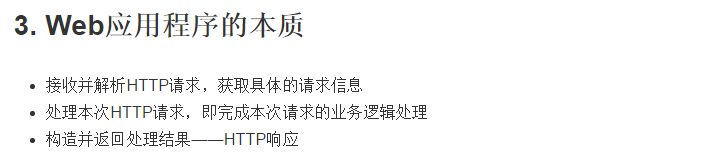 3. Web应用程序的本质
接收并解析HTTP请求，获取具体的请求信息
处理本次HTTP请求，即完成本次请求的业务逻辑处理
构造并返回处理结果——HTTP响应